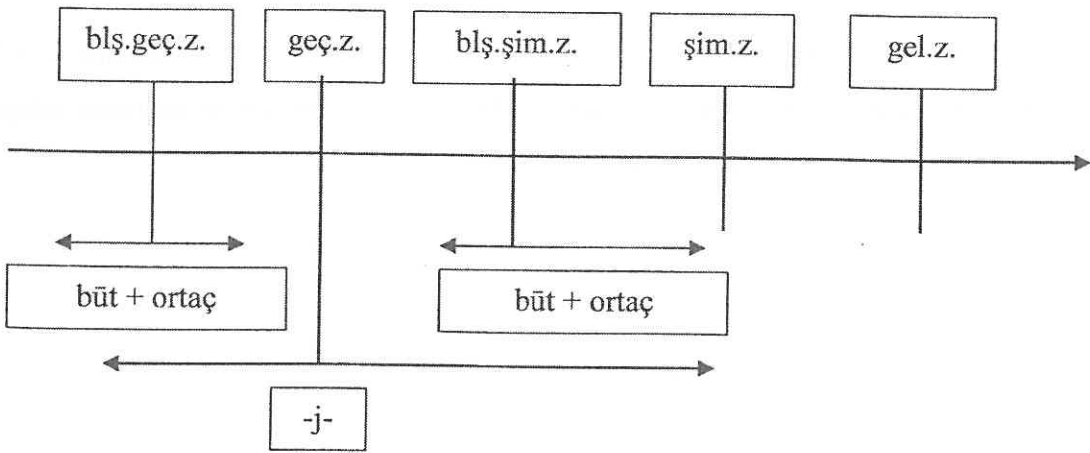 blş.geç.z. geç.z. blş.şim.z. şim.z. gel.z.
būt + ortaç būt + ortaç
-j-